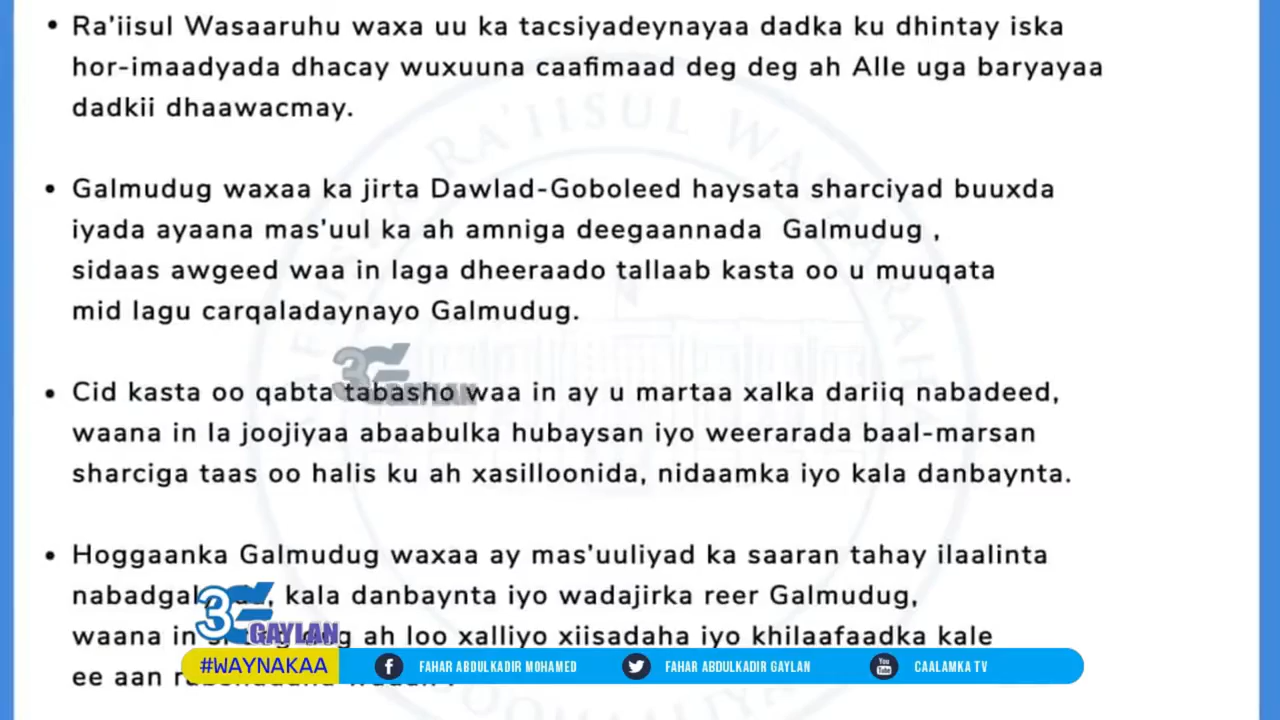 • Ra'iisul Wasaaruhu waxa uu ka tacsiyadeynayaa dadka ku dhintay iska
hor-imaadyada dhacay wuxuuna caafimaad deg deg ah Alle uga baryayaa
dadkii dhaawacmay.
• Galmudug waxaa ka jirta Dawlad-Goboleed haysata sharciyad buuxda
iyada ayaana mas'uul ka ah amniga deegaannada Galmudug ,
sidaas awgeed waa in laga dheeraado tallaab kasta oo u muuqata
mid lagu carqaladaynayo Galmudug.
• Cid kasta oo qabta tabasho waa in ay u martaa xalka dariiq nabadeed,
waana in la joojiyaa abaabulka hubaysan iyo weerarada baal-marsan
sharciga taas oo halis ku ah xasilloonida, nidaamka iyo kala danbaynta.
• Hoggaanka Galmudug waxaa ay mas'uuliyad ka saaran tahay ilaalinta
kala danbaynta iyo wadajirka reer Galmudug,
waana in ah loo xalliyo xiisadaha iyo khilaafaadka kale
ee aan
RA'IISUL WASAARAHA
GAYLAN
GAYLAN
#WAYNAKAA
FAHAR ABDULKADIR MOHAMED
FAHAR ABDULKADIR GAYLAN
You Tube
CAALAMKA TV